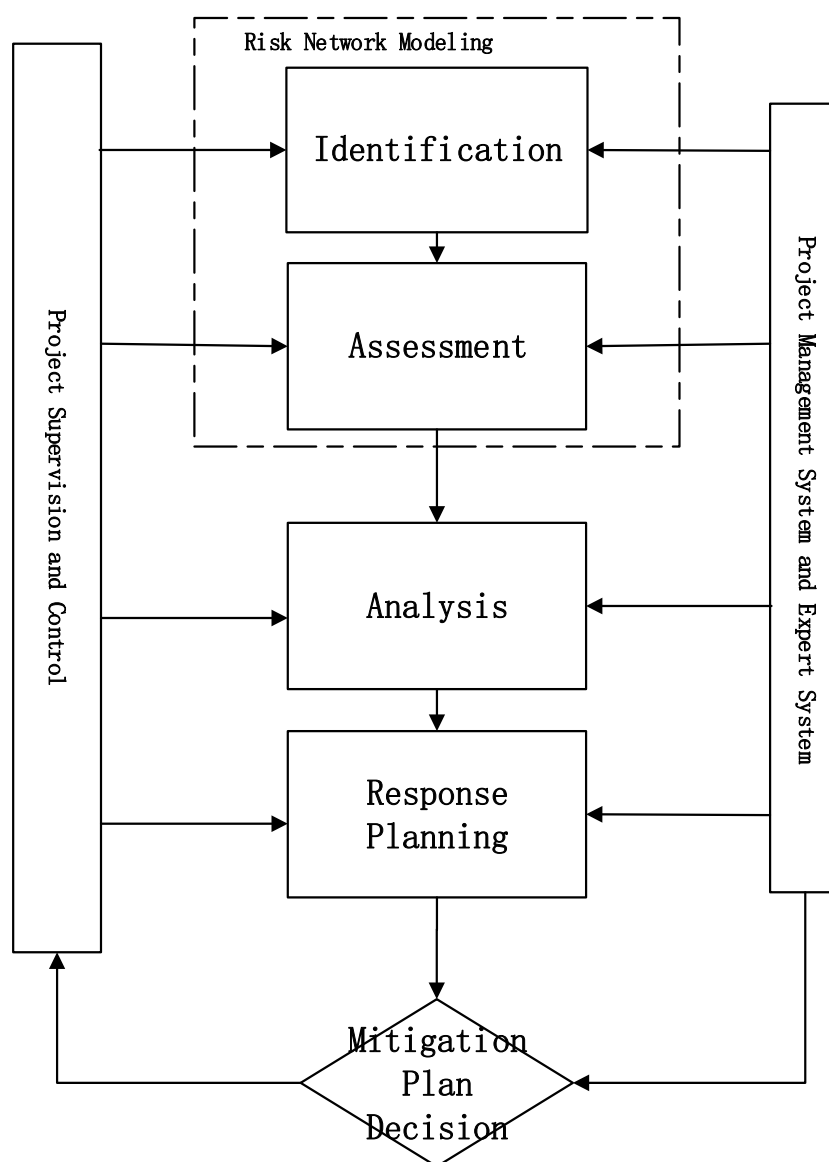 Risk Network Modeling
Identification
Assessment
Analysis
Response
Planning
Mitigation
Plan
Decision
Project Supervision and Control
Project Management System and Expert System